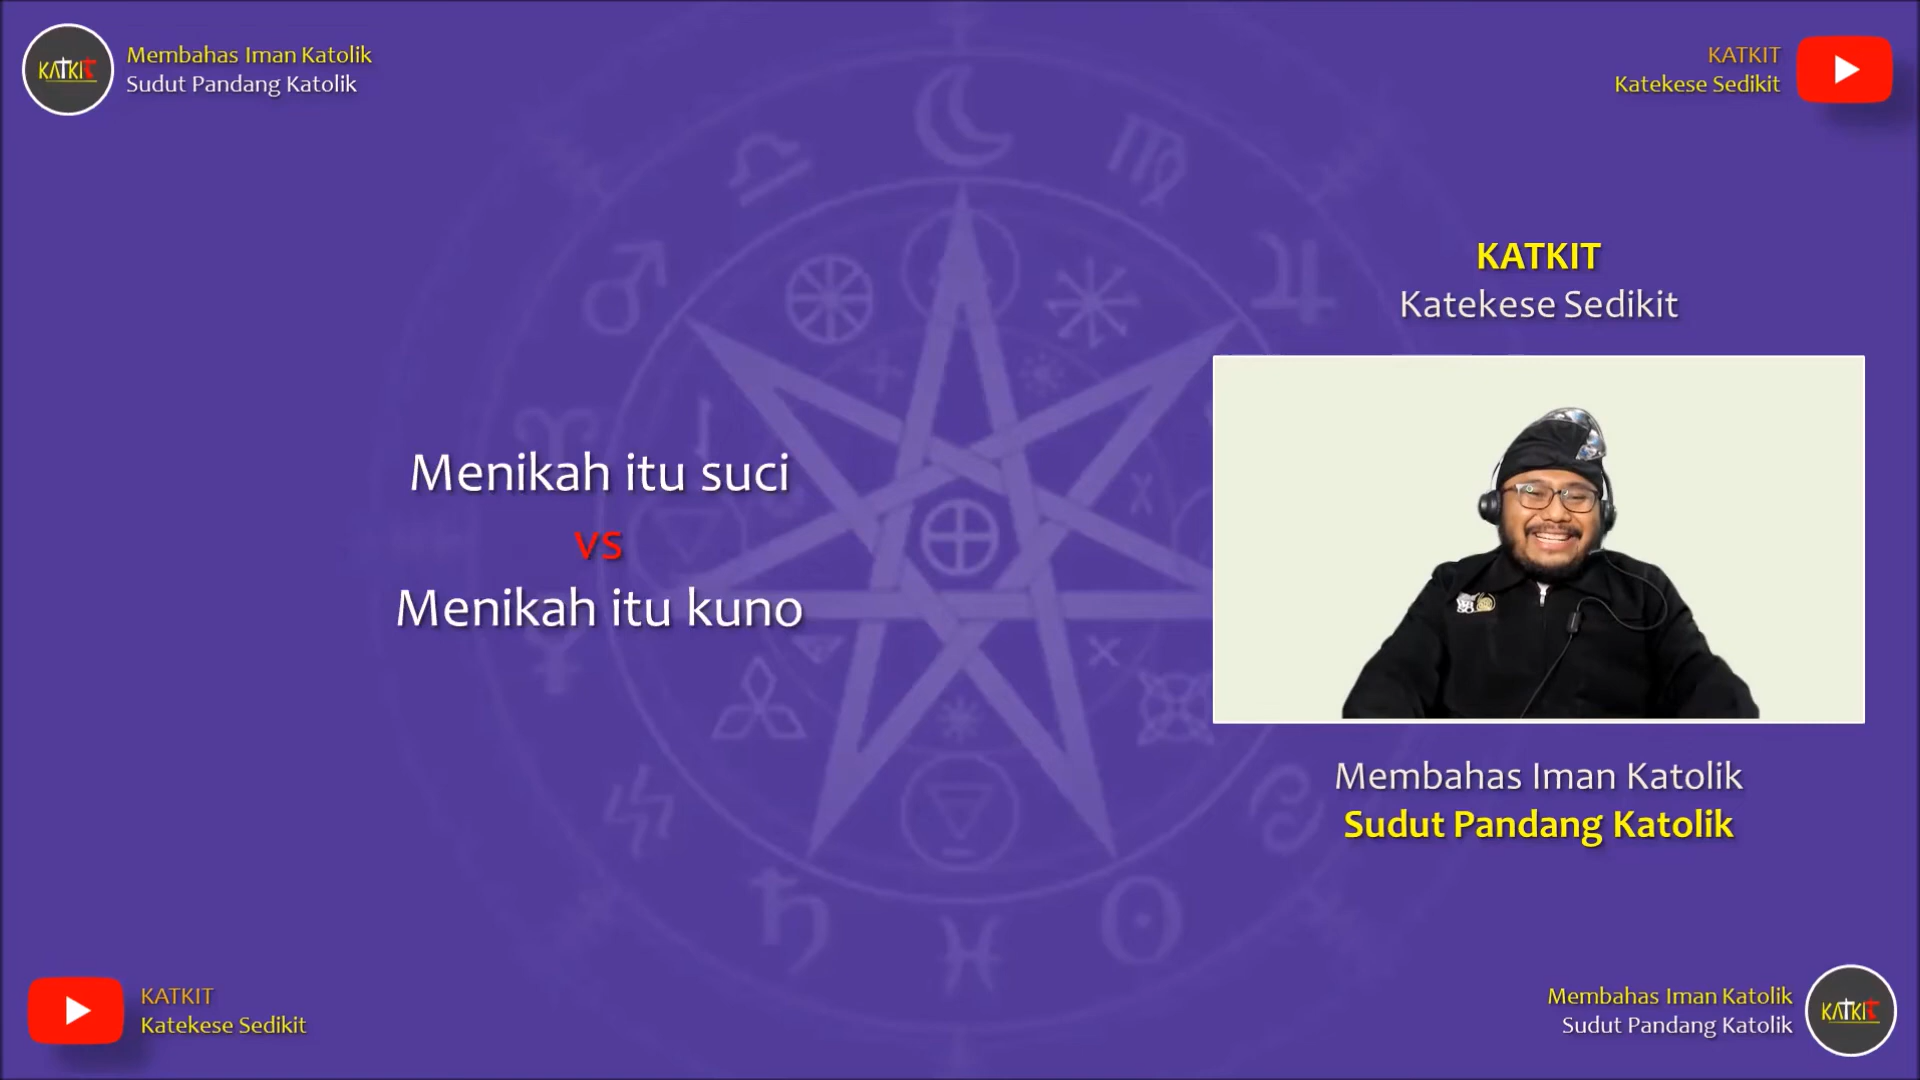 KATKIT
Membahas Iman Katolik
Sudut Pandang Katolik
KATKIT
Katekese Sedikit
Menikah itu suci
vs
Menikah itu kuno
KATKIT
Katekese Sedikit
Membahas Iman Katolik
Sudut Pandang Katolik
KATKIT
Katekese Sedikit
Membahas Iman Katolik
Sudut Pandang Katolik
KATKIT